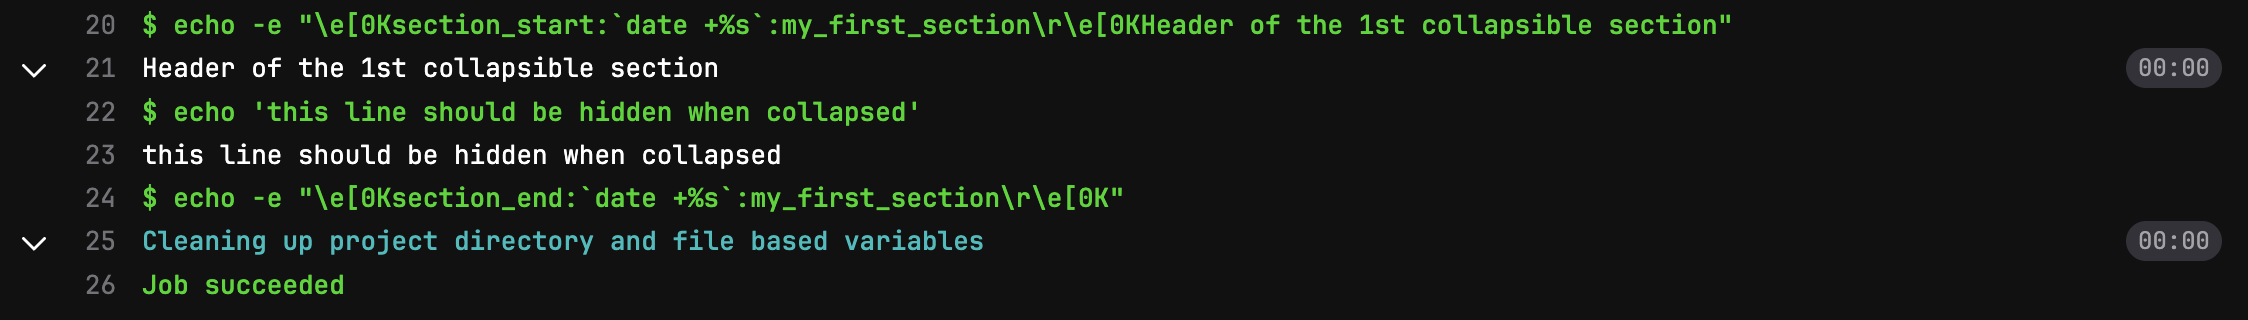 20 $ echo -e "\e[0Ksection_start:`date +%s`:my_first_section\r\e[0KHeader of the 1st collapsible section"
21 Header of the 1st collapsible section 00:00
22 $ echo 'this line should be hidden when collapsed'
23 this line should be hidden when collapsed
24 $ echo -e "\e[0Ksection_end:`date +%s`:my_first_section\r\e[0K"
25 Cleaning up project directory and file based variables 00:00
26 Job succeeded